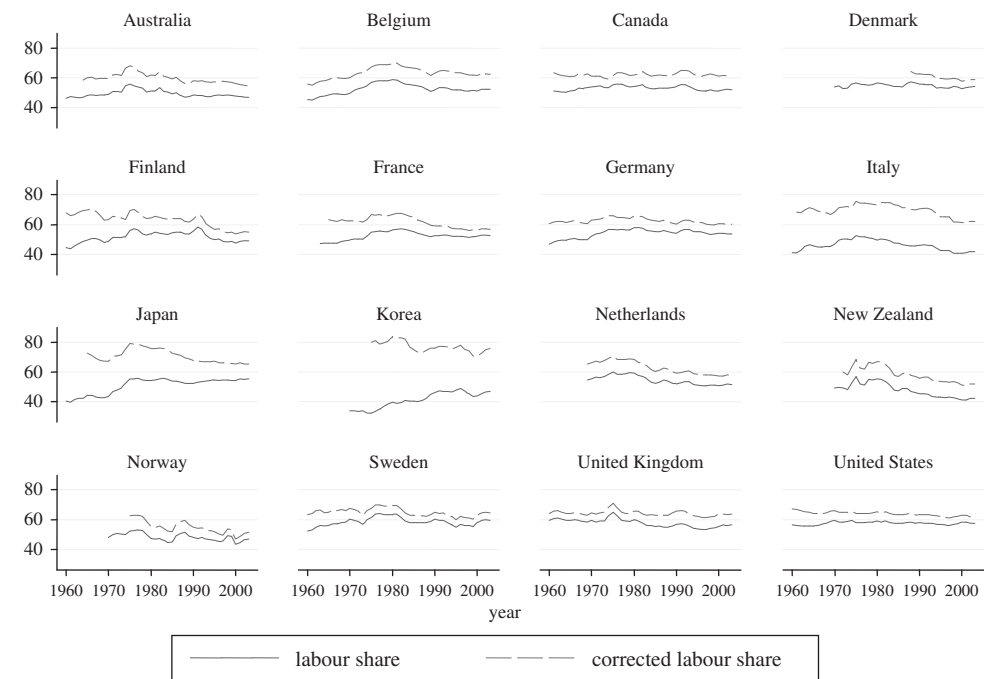 Australia Belgium Canada Denmark
80
60
40
Finland France Germany Italy
80
60
40
Japan Korea Netherlands New Zealand
80
60
40
Norway Sweden United Kingdom United States
80
60
40
1960 1970 1980 1990 2000 1960 1970 1980 1990 2000 1960 1970 1980 1990 2000 1960 1970 1980 1990 2000
year
labour share corrected labour share